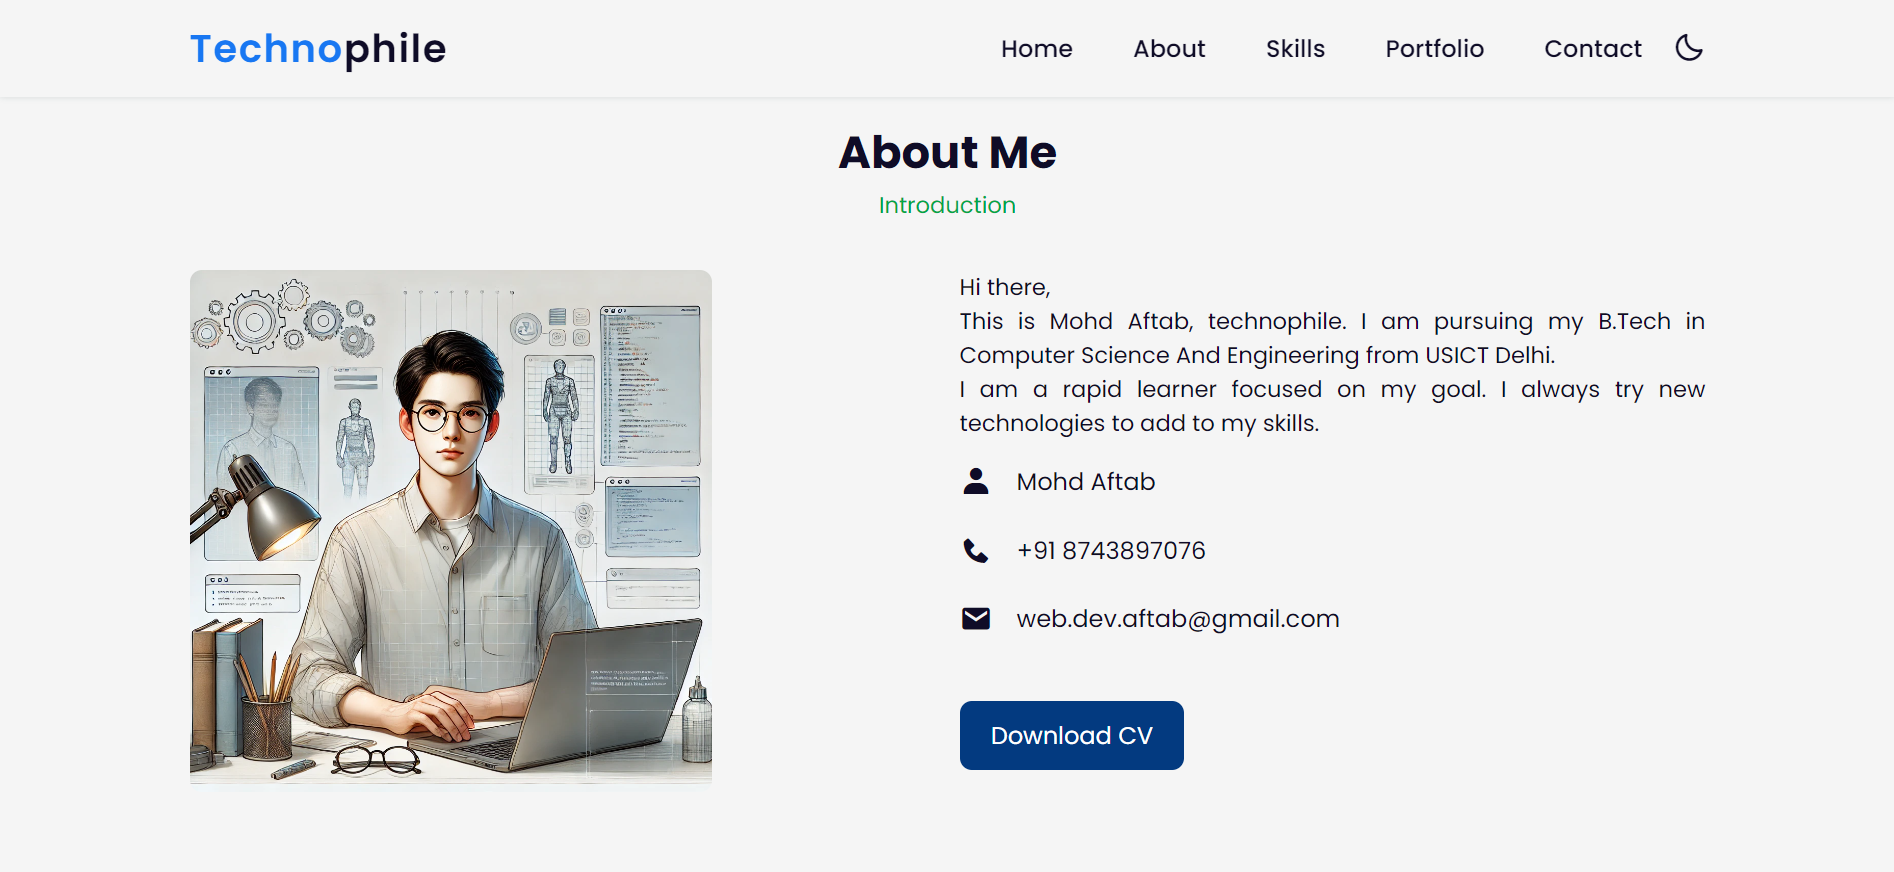 Technophile
Home About Skills Portfolio Contact
About Me
Introduction
Hi there,
This is Mohd Aftab, technophile. I am pursuing my B.Tech in
Computer Science And Engineering from USICT Delhi.
I am a rapid learner focused on my goal. I always try new
technologies to add to my skills.
Mohd Aftab
+91 8743897076
web.dev.aftab@gmail.com
Download CV